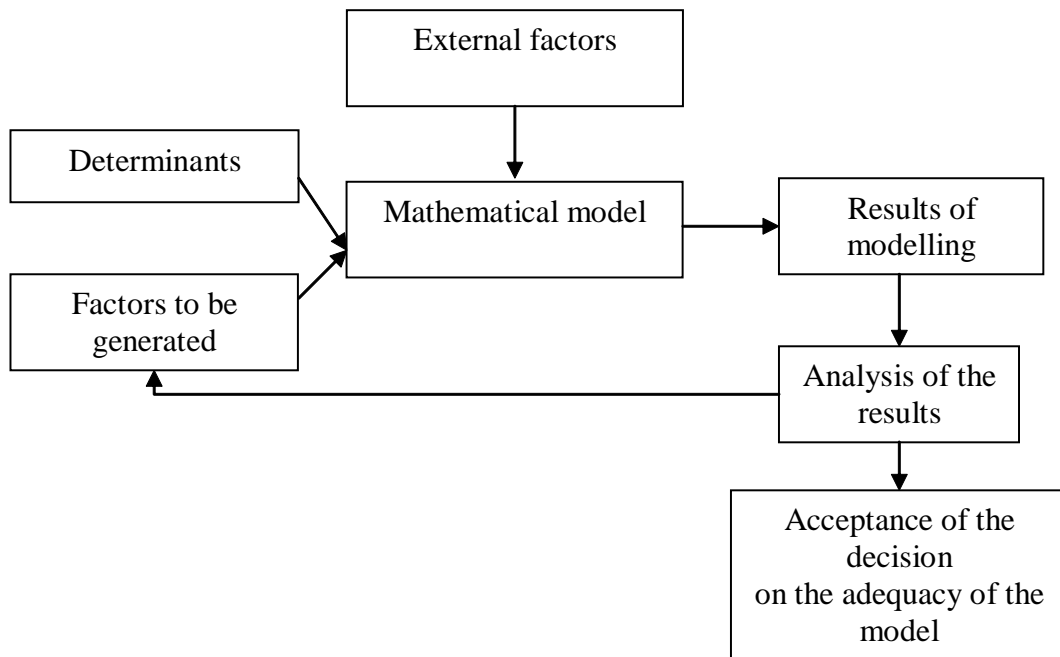 External factors
Determinants
Mathematical model
Results of
modelling
Factors to be
generated
Analysis of the
results
Acceptance of the
decision
on the adequacy of the
model